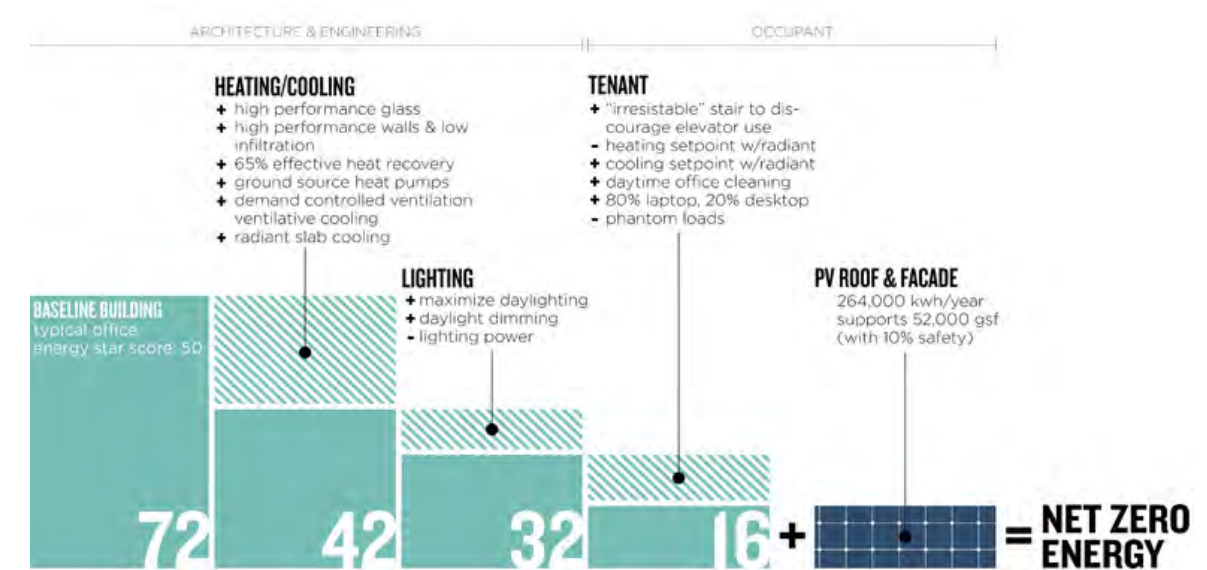 ARCHITECTURE & ENGINEERING
OCCUPANT
HEATING/COOLING
+ high performance glass
+ high performance walls & low
infiltration
+ 65% effective heat recovery
+ ground source heat pumps
+ demand controlled ventilation
ventilative cooling
+ radiant slab cooling
TENANT
+ "irresistable" stair to dis-
courage elevator use
- heating setpoint w/radiant
+ cooling setpoint w/radiant
+ daytime office cleaning
+ 80% laptop, 20% desktop
- phantom loads
LIGHTING
+ maximize daylighting
+ daylight dimming
- lighting power
PV ROOF & FACADE
264,000 kwh/year
supports 52,000 gsf
(with 10% safety)
BASELINE BUILDING
typical office
energy star score: 50
72
42
32
16
+
= NET ZERO
ENERGY